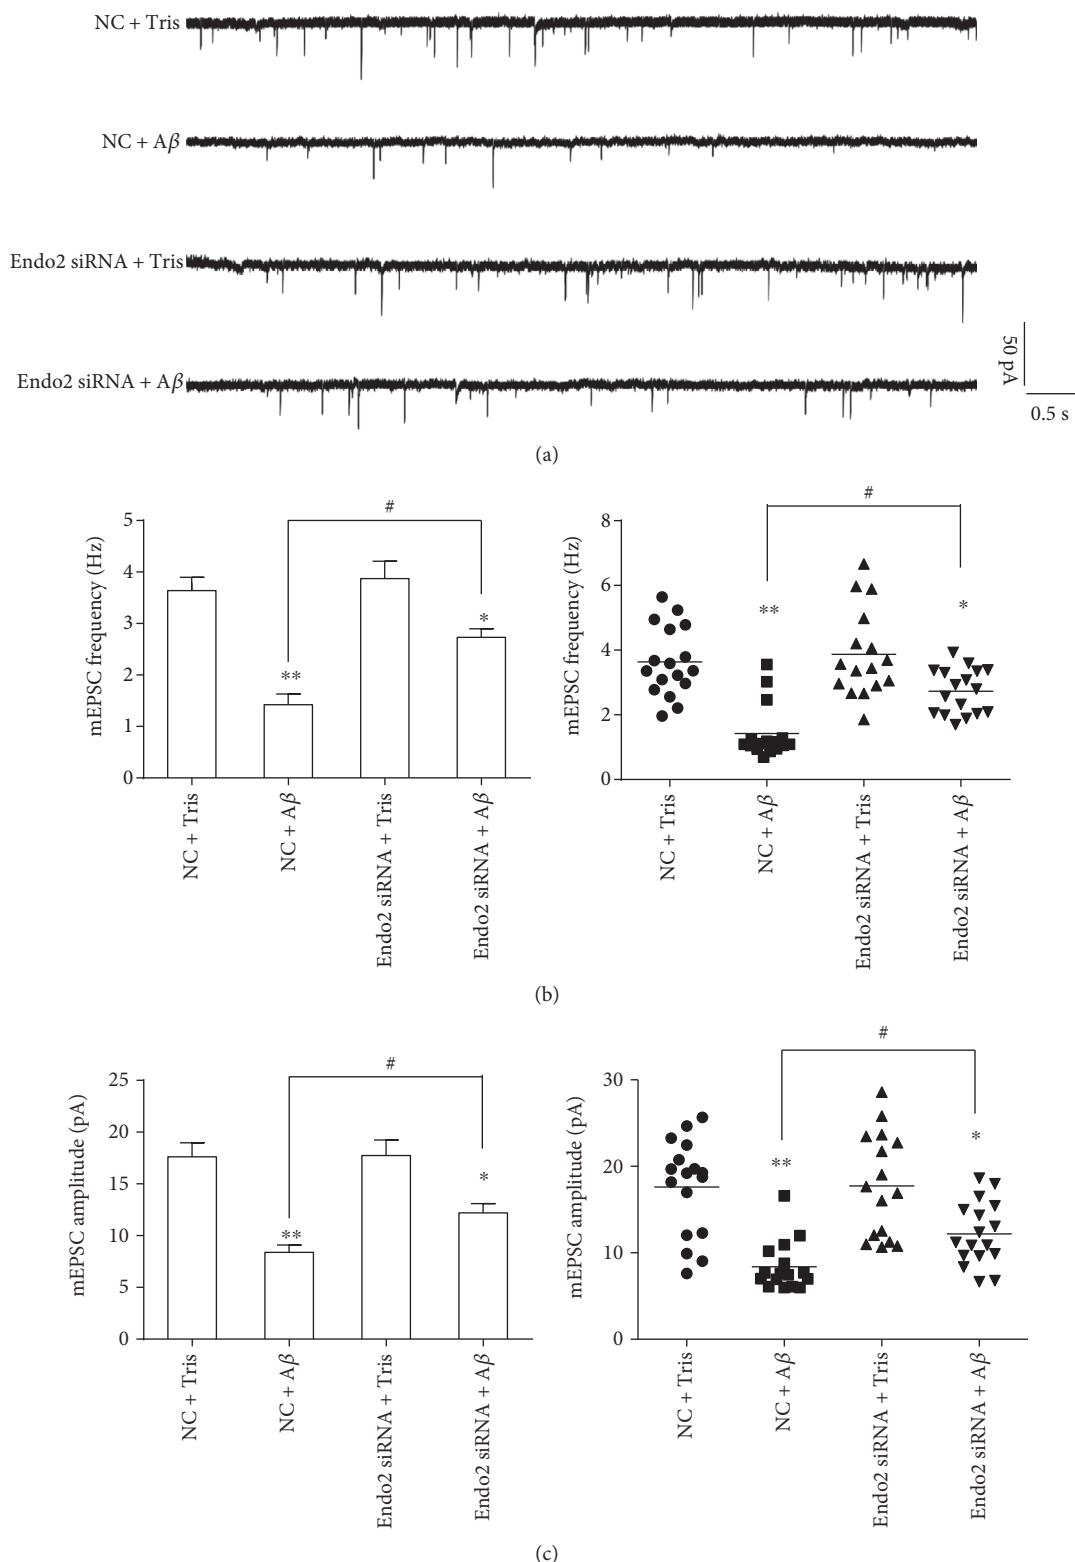 NC + Tris
NC + Aβ
Endo2 siRNA + Tris
Endo2 siRNA + Aβ
50 pA
0.5 s
(a)
#
#
mEPSC frequency (Hz)
5
4
3
2
1
0
**
*
NC + Tris
NC + Aβ
Endo2 siRNA + Tris
Endo2 siRNA + Aβ
mEPSC frequency (Hz)
8
6
4
2
0
**
*
NC + Tris
NC + Aβ
Endo2 siRNA + Tris
Endo2 siRNA + Aβ
(b)
#
#
mEPSC amplitude (pA)
25
20
15
10
5
0
**
*
NC + Tris
NC + Aβ
Endo2 siRNA + Tris
Endo2 siRNA + Aβ
mEPSC amplitude (pA)
30
20
10
0
**
*
NC + Tris
NC + Aβ
Endo2 siRNA + Tris
Endo2 siRNA + Aβ
(c)